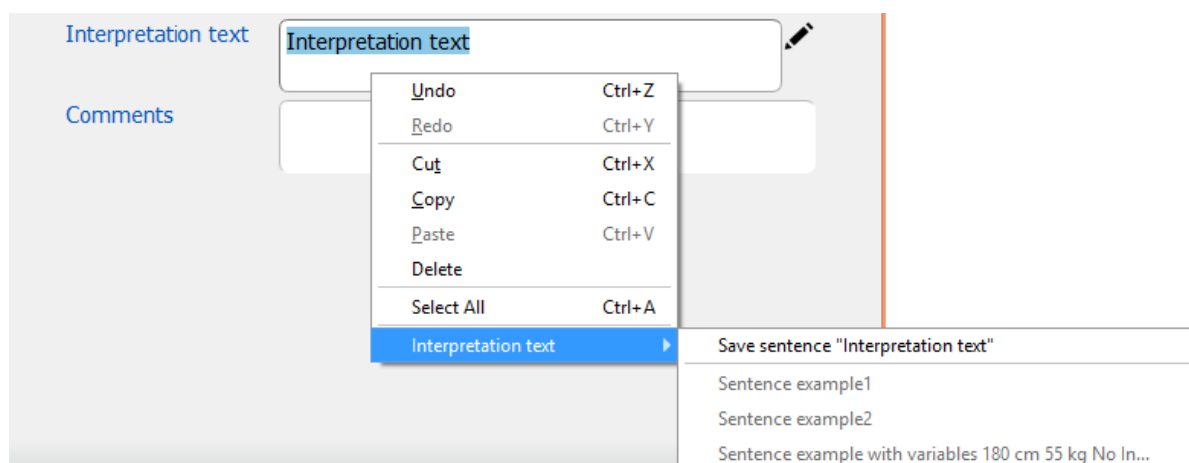 Interpretation text Interpretation text
Undo Ctrl+Z
Comments
Redo Ctrl+Y
Cut Ctrl+X
Copy Ctrl+C
Paste Ctrl+V
Delete
Select All Ctrl+A
Interpretation text Save sentence "Interpretation text"
Sentence example1
Sentence example2
Sentence example with variables 180 cm 55 kg No In...